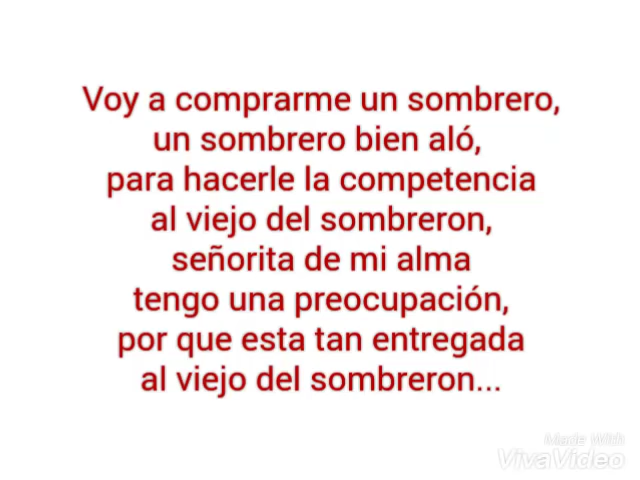 Voy a comprarme un sombrero,
un sombrero bien aló,
para hacerle la competencia
al viejo del sombreron,
señorita de mi alma
tengo una preocupación,
por que esta tan entregada
al viejo del sombreron...
Made With
VivaVideo